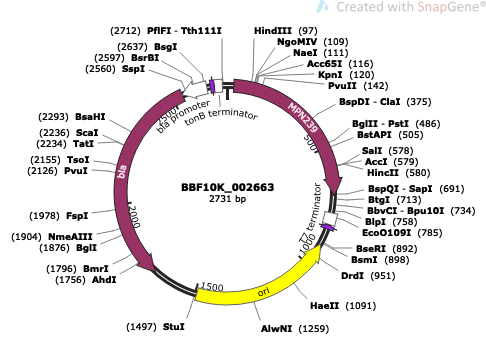 Created with SnapGene®
(2712) PflFI - Tth111I
(2637) BsgI
(2597) BsrBI
(2560) SspI
HindIII (97)
NgoMIV (109)
NaeI (111)
Acc65I (116)
KpnI (120)
PvuII (142)
BspDI - ClaI (375)
BglII - PstI (486)
BstAPI (505)
SalI (578)
AccI (579)
HincII (580)
BspQI - SapI (691)
BtgI (713)
BbvCI - Bpu10I (734)
BlpI (758)
EcoO109I (785)
BseRI (892)
BsmI (898)
DrdI (951)
HaeII (1091)
AlwNI (1259)
(1497) StuI
(1756) AhdI
(1796) BmrI
(1876) BglI
(1904) NmeAIII
(1978) FspI
(2126) PvuI
(2155) TsoI
(2234) TatI
(2236) ScaI
(2293) BsaHI
bla promoter
tonB terminator
MPN239
T7 terminator
ori
bla
500
1000
1500
2000
2500
BBF10K_002663
2731 bp